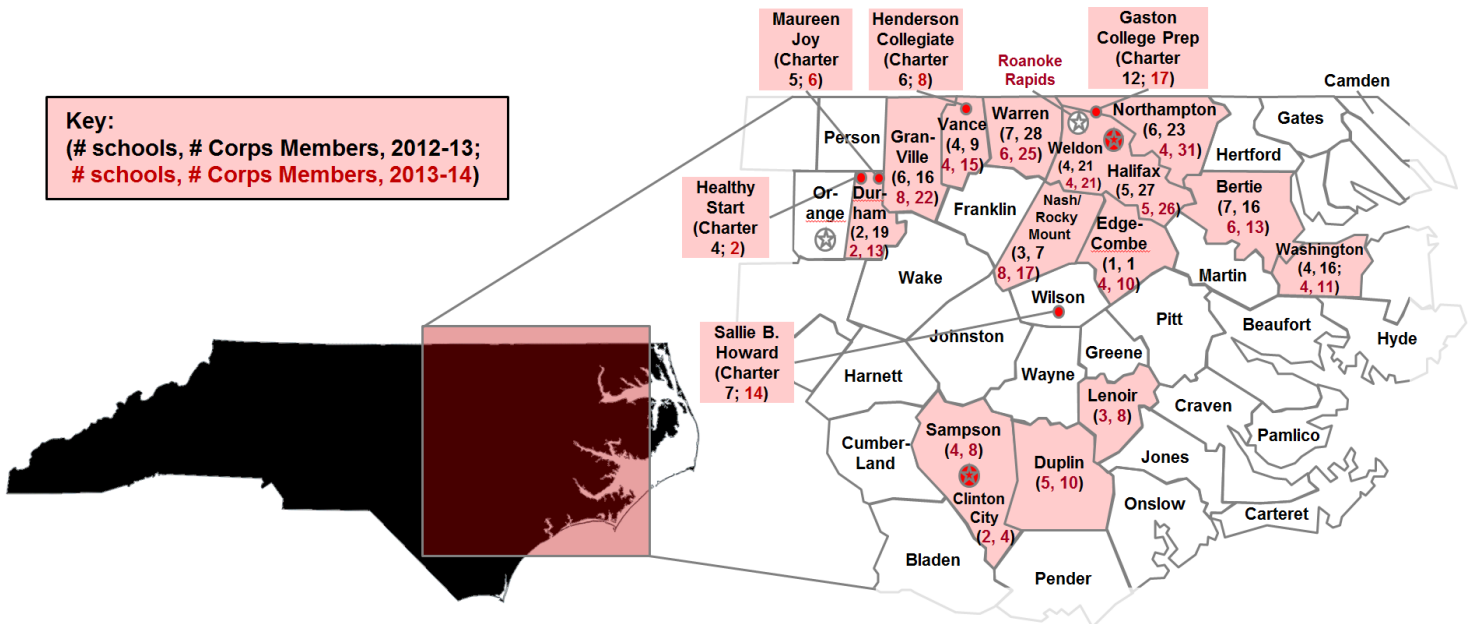 Key:
(# schools, # Corps Members, 2012-13;
# schools, # Corps Members, 2013-14)
Maureen
Joy
(Charter
5; 6)
Henderson
Collegiate
(Charter
6; 8)
Roanoke
Rapids
Gaston
College Prep
(Charter
12; 17)
Camden
Healthy
Start
(Charter
4; 2)
Sallie B.
Howard
(Charter
7; 14)
Person
Gran-
Ville
(6, 16
8, 22)
Vance
(4, 9
4, 15)
Warren
(7, 28
6, 25)
Weldon
(4, 21
4, 21)
Northampton
(6, 23
4, 31)
Halifax
(5, 27
5, 26)
Gates
Hertford
Bertie
(7, 16
6, 13)
Or-
ange
Dur-
ham
(2, 19
2, 13)
Franklin
Nash/
Rocky
Mount
(3, 7
8, 17)
Edge-
Combe
(1, 1
4, 10)
Martin
Washington
(4, 16;
4, 11)
Wake
Wilson
Pitt
Beaufort
Hyde
Johnston
Greene
Harnett
Wayne
Lenoir
(3, 8)
Craven
Pamlico
Cumber-
Land
Sampson
(4, 8)
Clinton
City
(2, 4)
Duplin
(5, 10)
Jones
Onslow
Carteret
Bladen
Pender